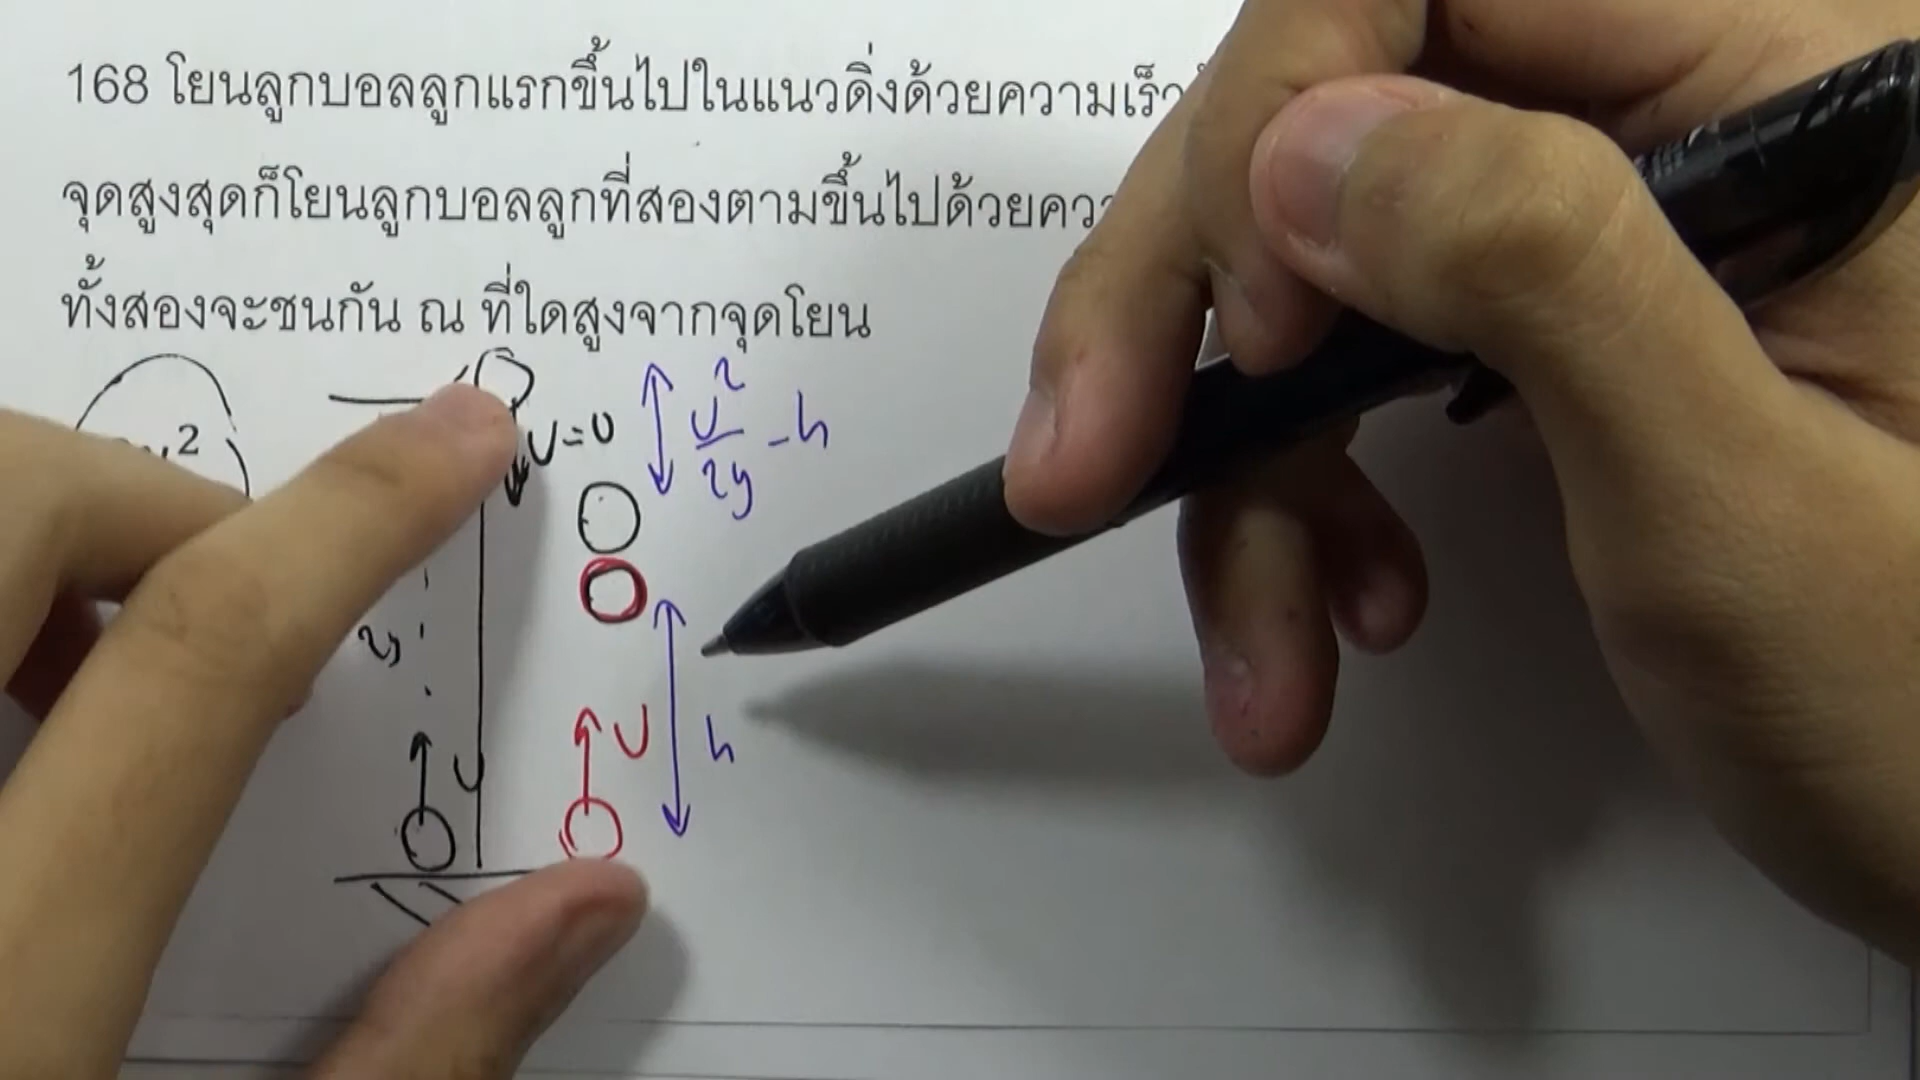 168 โยนลูกบอลลูกแรกขึ้นไปในแนวดิ่งด้วยความเร็ว
จุดสูงสุดก็โยนลูกบอลลูกที่สองตามขึ้นไปด้วย
ทั้งสองจะชนกัน ณ ที่ใดสูงจากจุดโยน
U=0
U²/2g - h
2
2g
U
U
h